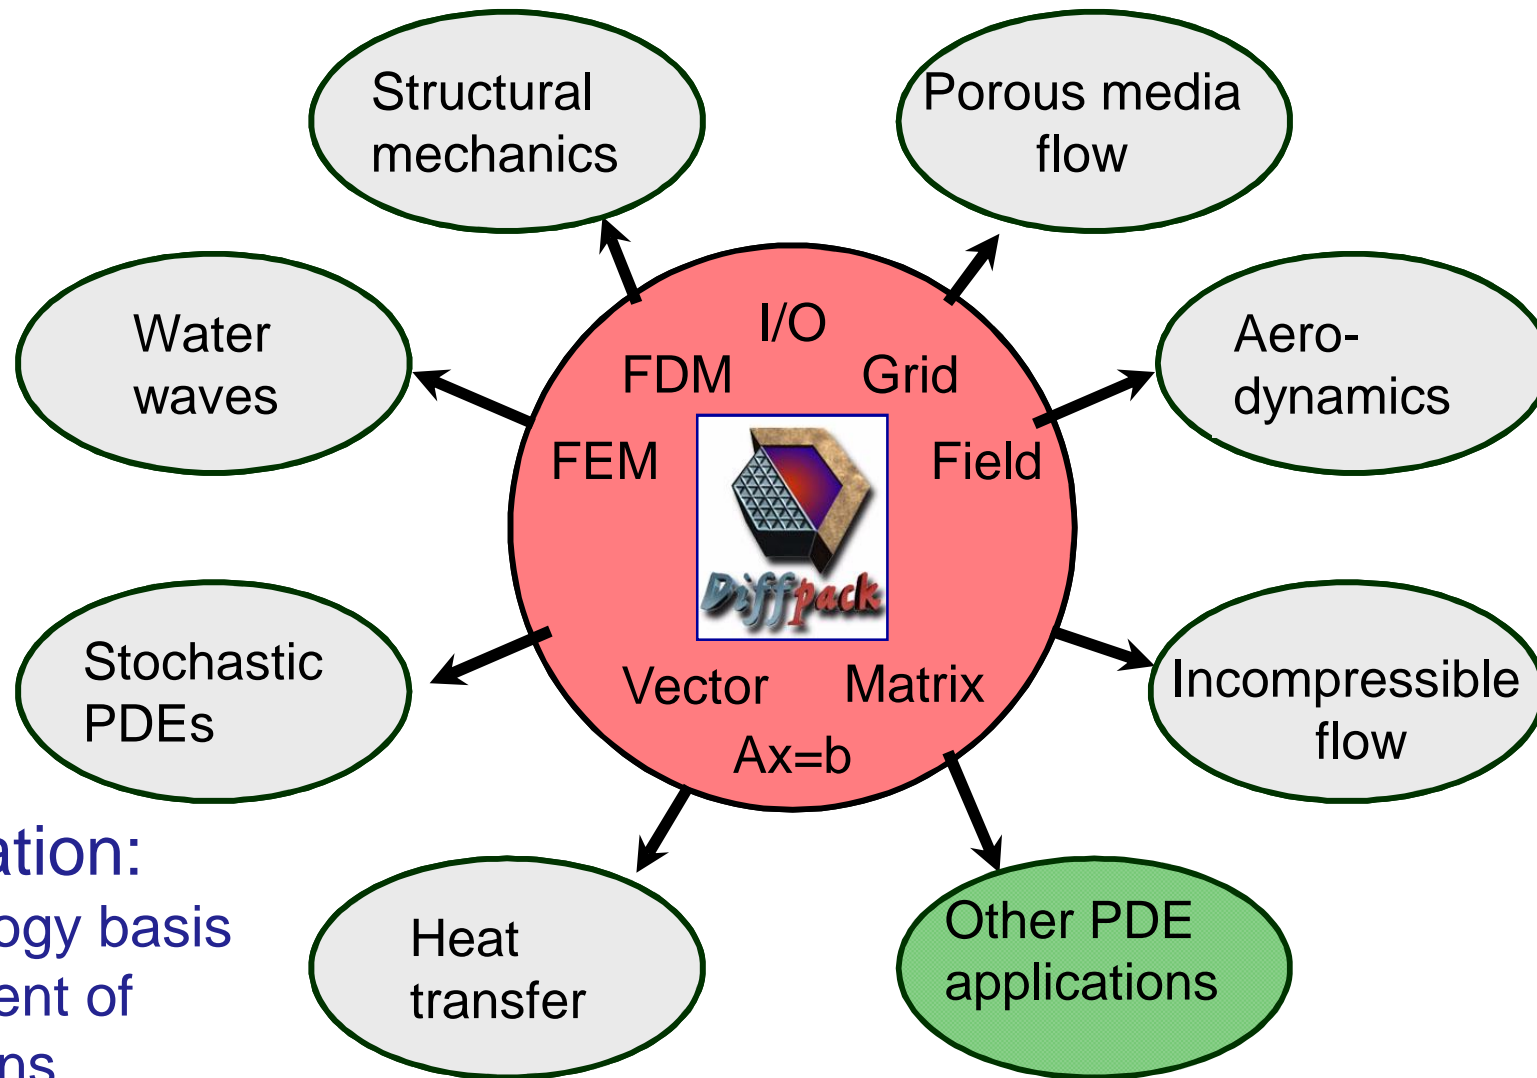 Structural
mechanics
Porous media
flow
Water
waves
Aero-
dynamics
I/O
FDM
Grid
FEM
Field
Diffpack
Vector
Matrix
Ax=b
Stochastic
PDEs
Incompressible
flow
ation:
ogy basis
ent of
ns
Heat
transfer
Other PDE
applications